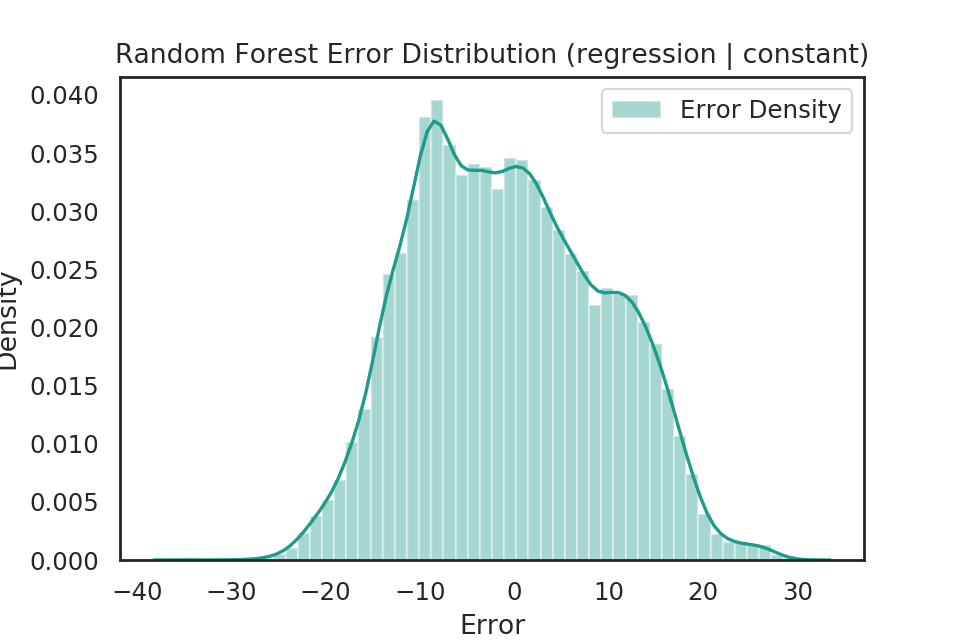 Random Forest Error Distribution (regression | constant)
Error Density
0.040
0.035
0.030
0.025
0.020
0.015
0.010
0.005
0.000
Density
−40 −30 −20 −10 0 10 20 30
Error